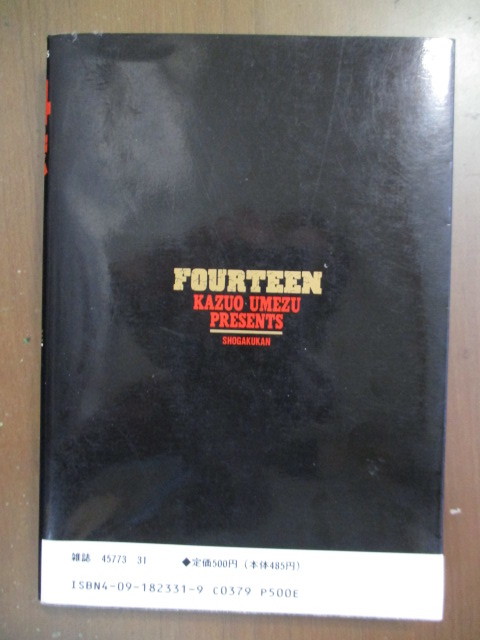 FOURTEEN
KAZUO UMEZU
PRESENTS
SHOGAKUKAN
雑誌 45773 31 ◆定価500円(本体485円)
ISBN4-09-182331-9 C0379 P500E